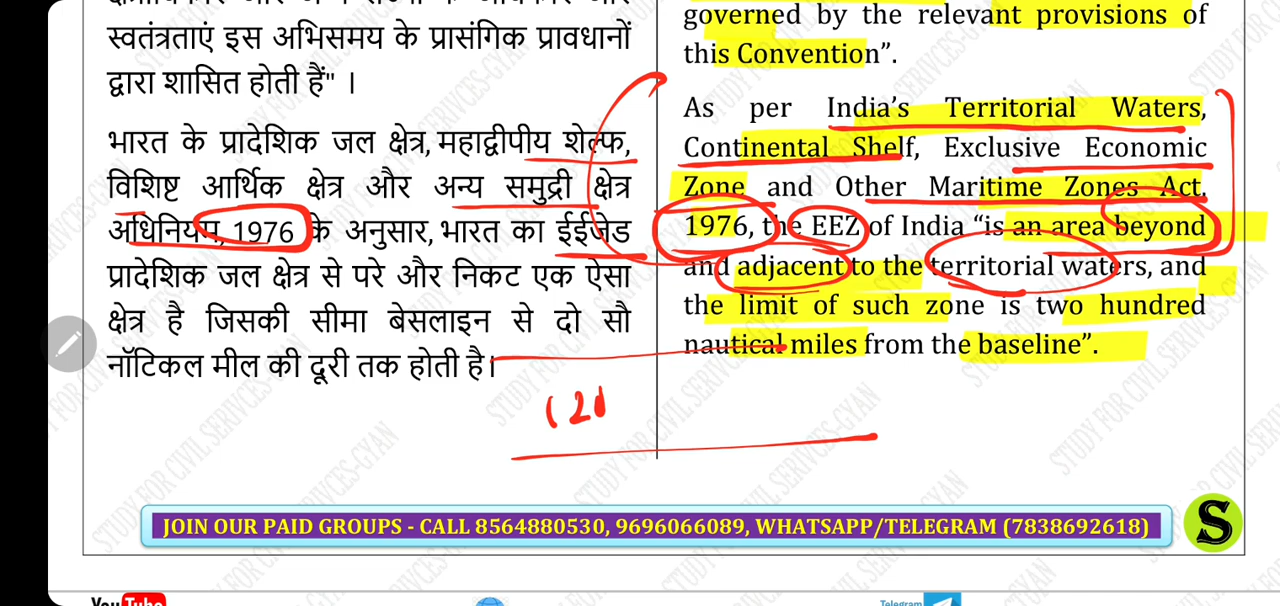 स्वतंत्रताएं इस अभिसमय के प्रासंगिक प्रावधानों
द्वारा शासित होती हैं" ।
भारत के प्रादेशिक जल क्षेत्र, महाद्वीपीय शेल्फ,
विशिष्ट आर्थिक क्षेत्र और अन्य समुद्री क्षेत्र
अधिनियम, 1976 के अनुसार, भारत का ईईजेड
प्रादेशिक जल क्षेत्र से परे और निकट एक ऐसा
क्षेत्र है जिसकी सीमा बेसलाइन से दो सौ
नॉटिकल मील की दूरी तक होती है।
governed by the relevant provisions of
this Convention”.
As per India’s Territorial Waters,
Continental Shelf, Exclusive Economic
Zone and Other Maritime Zones Act,
1976, the EEZ of India “is an area beyond
and adjacent to the territorial waters, and
the limit of such zone is two hundred
nautical miles from the baseline”.
JOIN OUR PAID GROUPS - CALL 8564880530, 9696066089, WHATSAPP/TELEGRAM (7838692618)
S
YouTube
Telegram